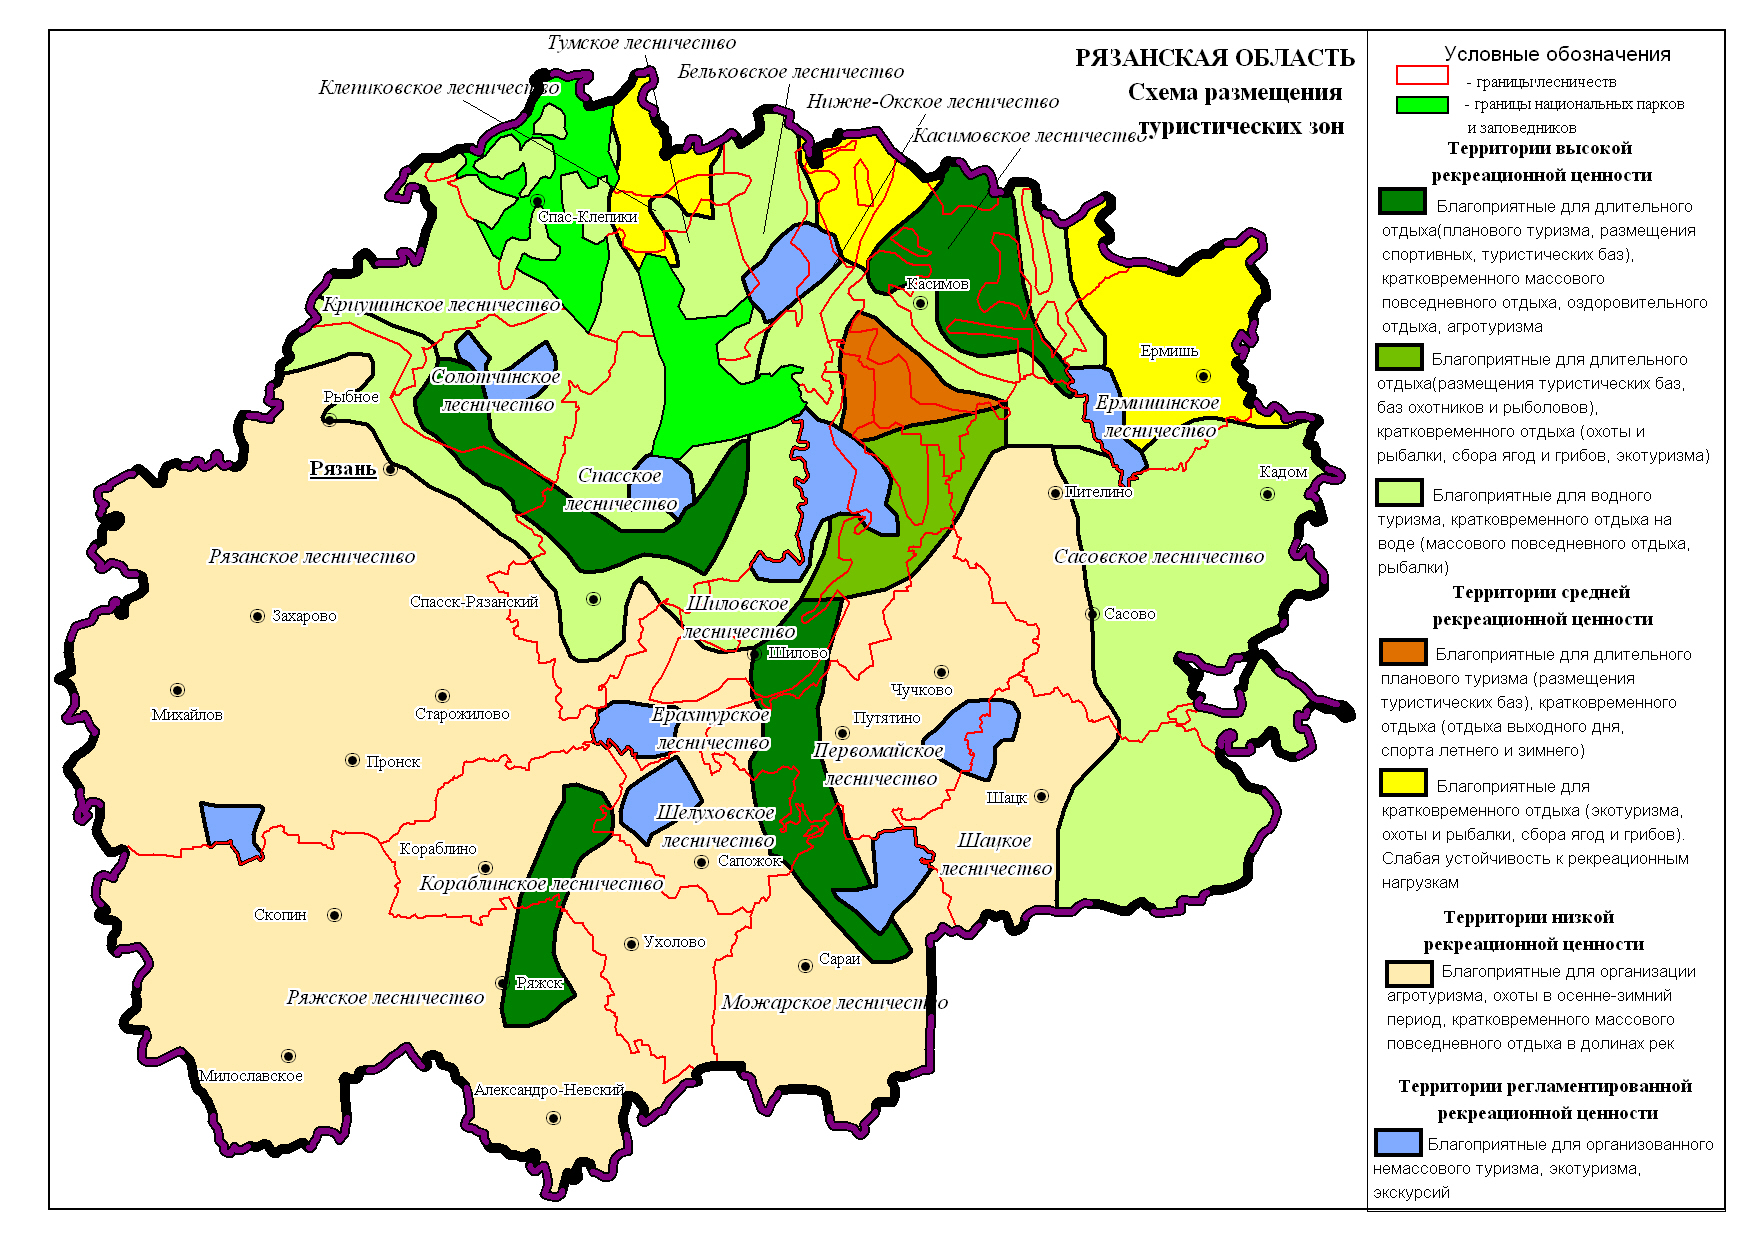 РЯЗАНСКАЯ ОБЛАСТЬ
Схема размещения
туристических зон
Тумское лесничество
Бельковское лесничество
Клепиковское лесничество
Нижне-Окское лесничество
Касимовское лесничество
Спас-Клепики
Криушинское лесничество
Касимов
Ермишь
Солотчинское
лесничество
Рыбное
Ермишинское
лесничество
Рязань
Спасское
лесничество
Кадом
Пителино
Рязанское лесничество
Сасовское лесничество
Спасск-Рязанский
Шиловское
лесничество
Захарово
Сасово
Шилово
Чучково
Михайлов
Старожилово
Ерахтурское
лесничество
Путятино
Первомайское
лесничество
Пронск
Шацк
Шелуховское
лесничество
Шацкое
лесничество
Кораблино
Сапожок
Кораблинское лесничество
Скопин
Ухолово
Сараи
Ряжск
Ряжское лесничество
Можарское лесничество
Милославское
Александро-Невский
Условные обозначения
- границы лесничеств
- границы национальных парков
и заповедников
Территории высокой
рекреационной ценности
Благоприятные для длительного
отдыха(планового туризма, размещения
спортивных, туристических баз),
кратковременного массового
повседневного отдыха, оздоровительного
отдыха, агротуризма
Благоприятные для длительного
отдыха(размещения туристических баз,
баз охотников и рыболовов),
кратковременного отдыха (охоты и
рыбалки, сбора ягод и грибов, экотуризма)
Благоприятные для водного
туризма, кратковременного отдыха на
воде (массового повседневного отдыха,
рыбалки)
Территории средней
рекреационной ценности
Благоприятные для длительного
планового туризма (размещения
туристических баз), кратковременного
отдыха (отдыха выходного дня,
спорта летнего и зимнего)
Благоприятные для
кратковременного отдыха (экотуризма,
охоты и рыбалки, сбора ягод и грибов).
Слабая устойчивость к рекреационным
нагрузкам
Территории низкой
рекреационной ценности
Благоприятные для организации
агротуризма, охоты в осенне-зимний
период, кратковременного массового
повседневного отдыха в долинах рек
Территории регламентированной
рекреационной ценности
Благоприятные для организованного
немассового туризма, экотуризма,
экскурсий